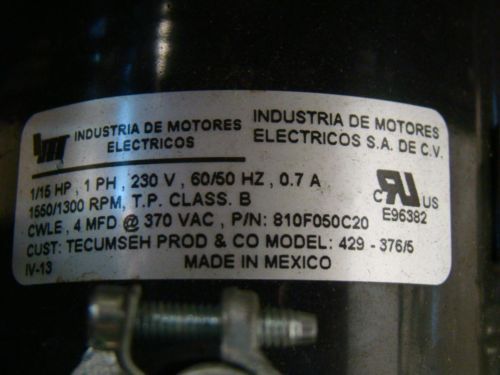 INDUSTRIA DE MOTORES
ELECTRICOS
INDUSTRIA DE MOTORES
ELECTRICOS S.A. DE C.V.
1/15 HP , 1 PH , 230 V , 60/50 HZ , 0.7 A
1550/1300 RPM, T.P. CLASS. B
CWLE , 4 MFD @ 370 VAC , P/N: 810F050C20
CUST: TECUMSEH PROD & CO MODEL: 429 - 376/5
IV-13
MADE IN MEXICO
C UR US
E96382